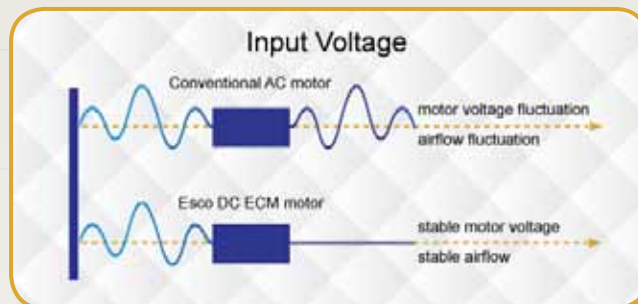 Input Voltage
Conventional AC motor
motor voltage fluctuation
airflow fluctuation
Esco DC ECM motor
stable motor voltage
stable airflow